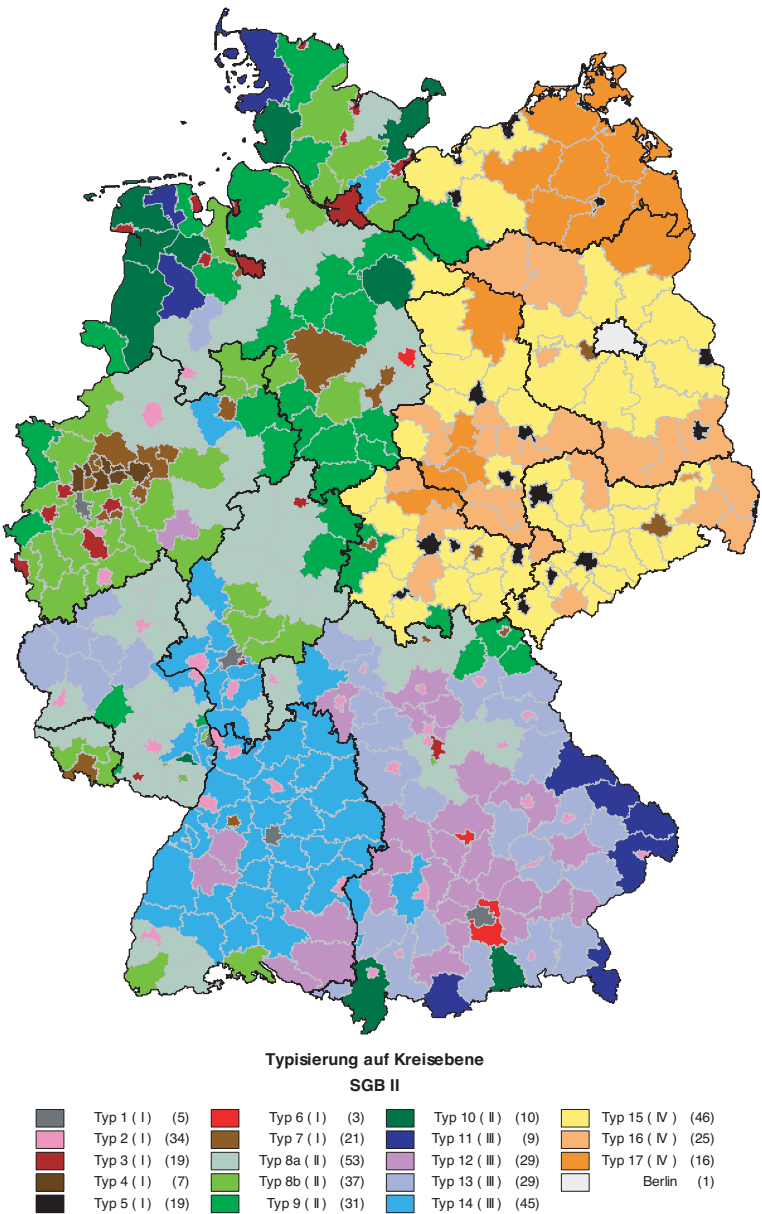 Typisierung auf Kreisebene
SGB II
Typ 1 ( I ) (5)
Typ 2 ( I ) (34)
Typ 3 ( I ) (19)
Typ 4 ( I ) (7)
Typ 5 ( I ) (19)
Typ 6 ( I ) (3)
Typ 7 ( I ) (21)
Typ 8a ( II ) (53)
Typ 8b ( II ) (37)
Typ 9 ( II ) (31)
Typ 10 ( II ) (10)
Typ 11 ( III ) (9)
Typ 12 ( III ) (29)
Typ 13 ( III ) (29)
Typ 14 ( III ) (45)
Typ 15 ( IV ) (46)
Typ 16 ( IV ) (25)
Typ 17 ( IV ) (16)
Berlin (1)